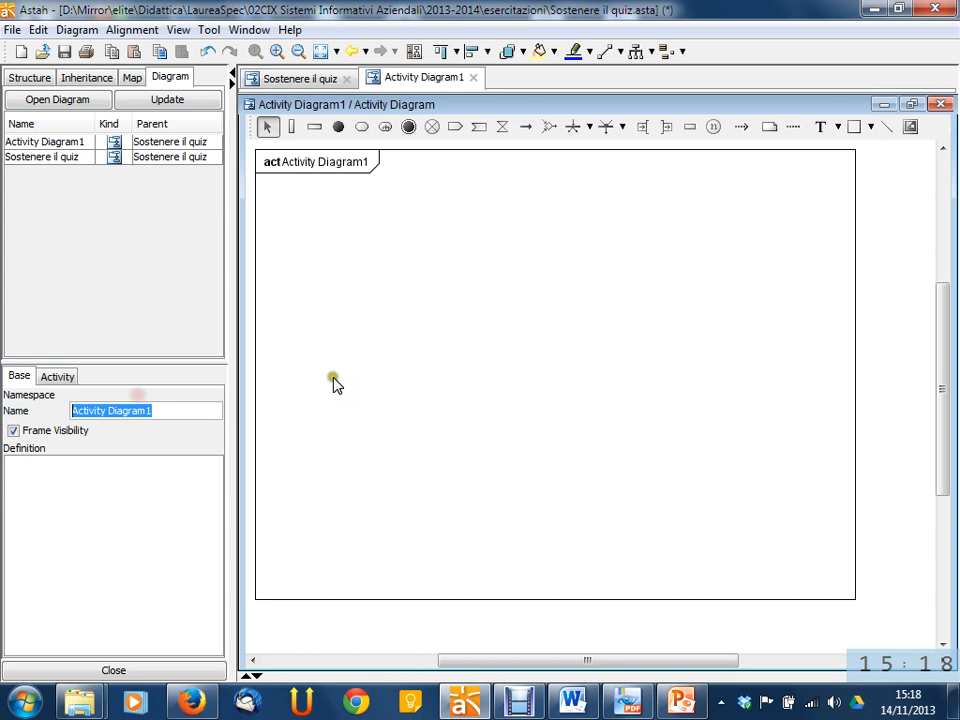 Astah - [D:\Mirror\elite\Didattica\LaureaSpec\02CIX Sistemi Informativi Aziendali\2013-2014\esercitazioni\Sostenere il quiz.asta] (*)
File Edit Diagram Alignment View Tool Window Help
Structure Inheritance Map Diagram
Sostenere il quiz Activity Diagram1
Open Diagram Update
Activity Diagram1 / Activity Diagram
Name Kind Parent
Activity Diagram1 Sostenere il quiz
Sostenere il quiz Sostenere il quiz
T
act Activity Diagram1
Base Activity
Namespace
Name Activity Diagram1
Frame Visibility
Definition
Close
15:18
15:18
14/11/2013